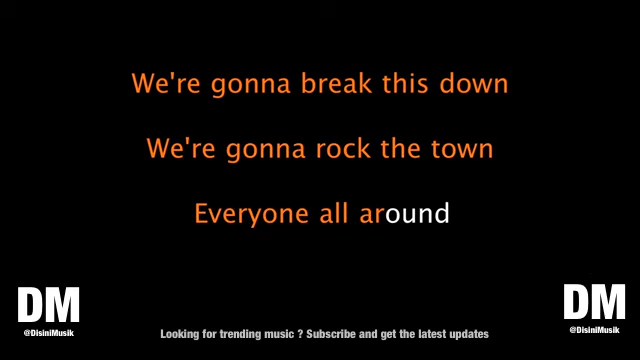 We're gonna break this down
We're gonna rock the town
Everyone all around
DM
@DisiniMusik
DM
@DisiniMusik
Looking for trending music ? Subscribe and get the latest updates